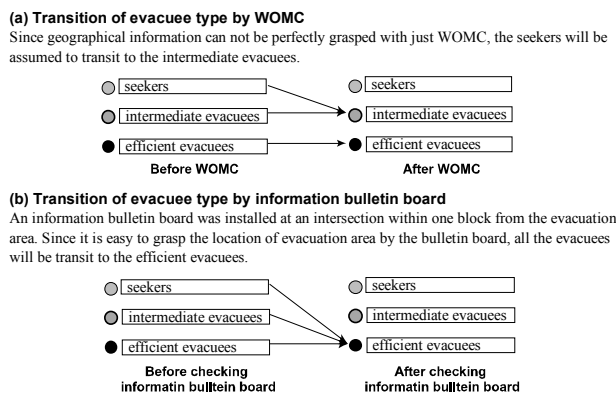 (a) Transition of evacuee type by WOMC
Since geographical information can not be perfectly grasped with just WOMC, the seekers will be
assumed to transit to the intermediate evacuees.
seekers seekers
intermediate evacuees intermediate evacuees
efficient evacuees efficient evacuees
Before WOMC After WOMC
(b) Transition of evacuee type by information bulletin board
An information bulletin board was installed at an intersection within one block from the evacuation
area. Since it is easy to grasp the location of evacuation area by the bulletin board, all the evacuees
will be transit to the efficient evacuees.
seekers seekers
intermediate evacuees intermediate evacuees
efficient evacuees efficient evacuees
Before checking After checking
informatin bulltein board informatin bulltein board